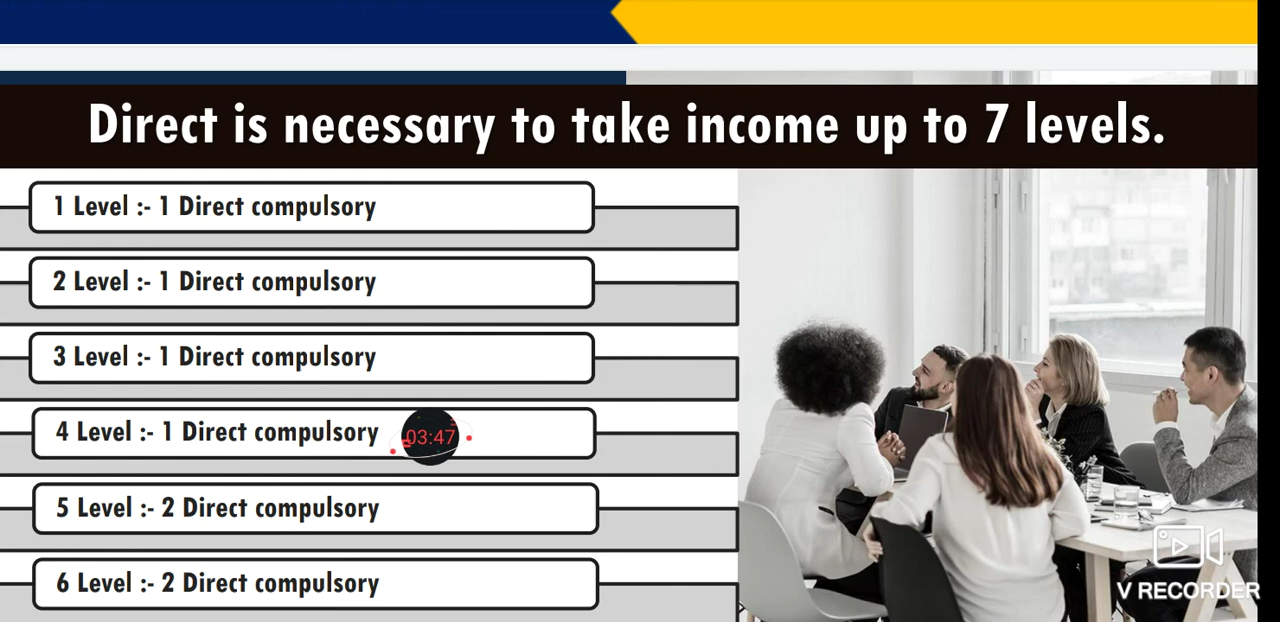 Direct is necessary to take income up to 7 levels.
1 Level :- 1 Direct compulsory
2 Level :- 1 Direct compulsory
3 Level :- 1 Direct compulsory
4 Level :- 1 Direct compulsory
03:47
5 Level :- 2 Direct compulsory
6 Level :- 2 Direct compulsory
V RECORDER